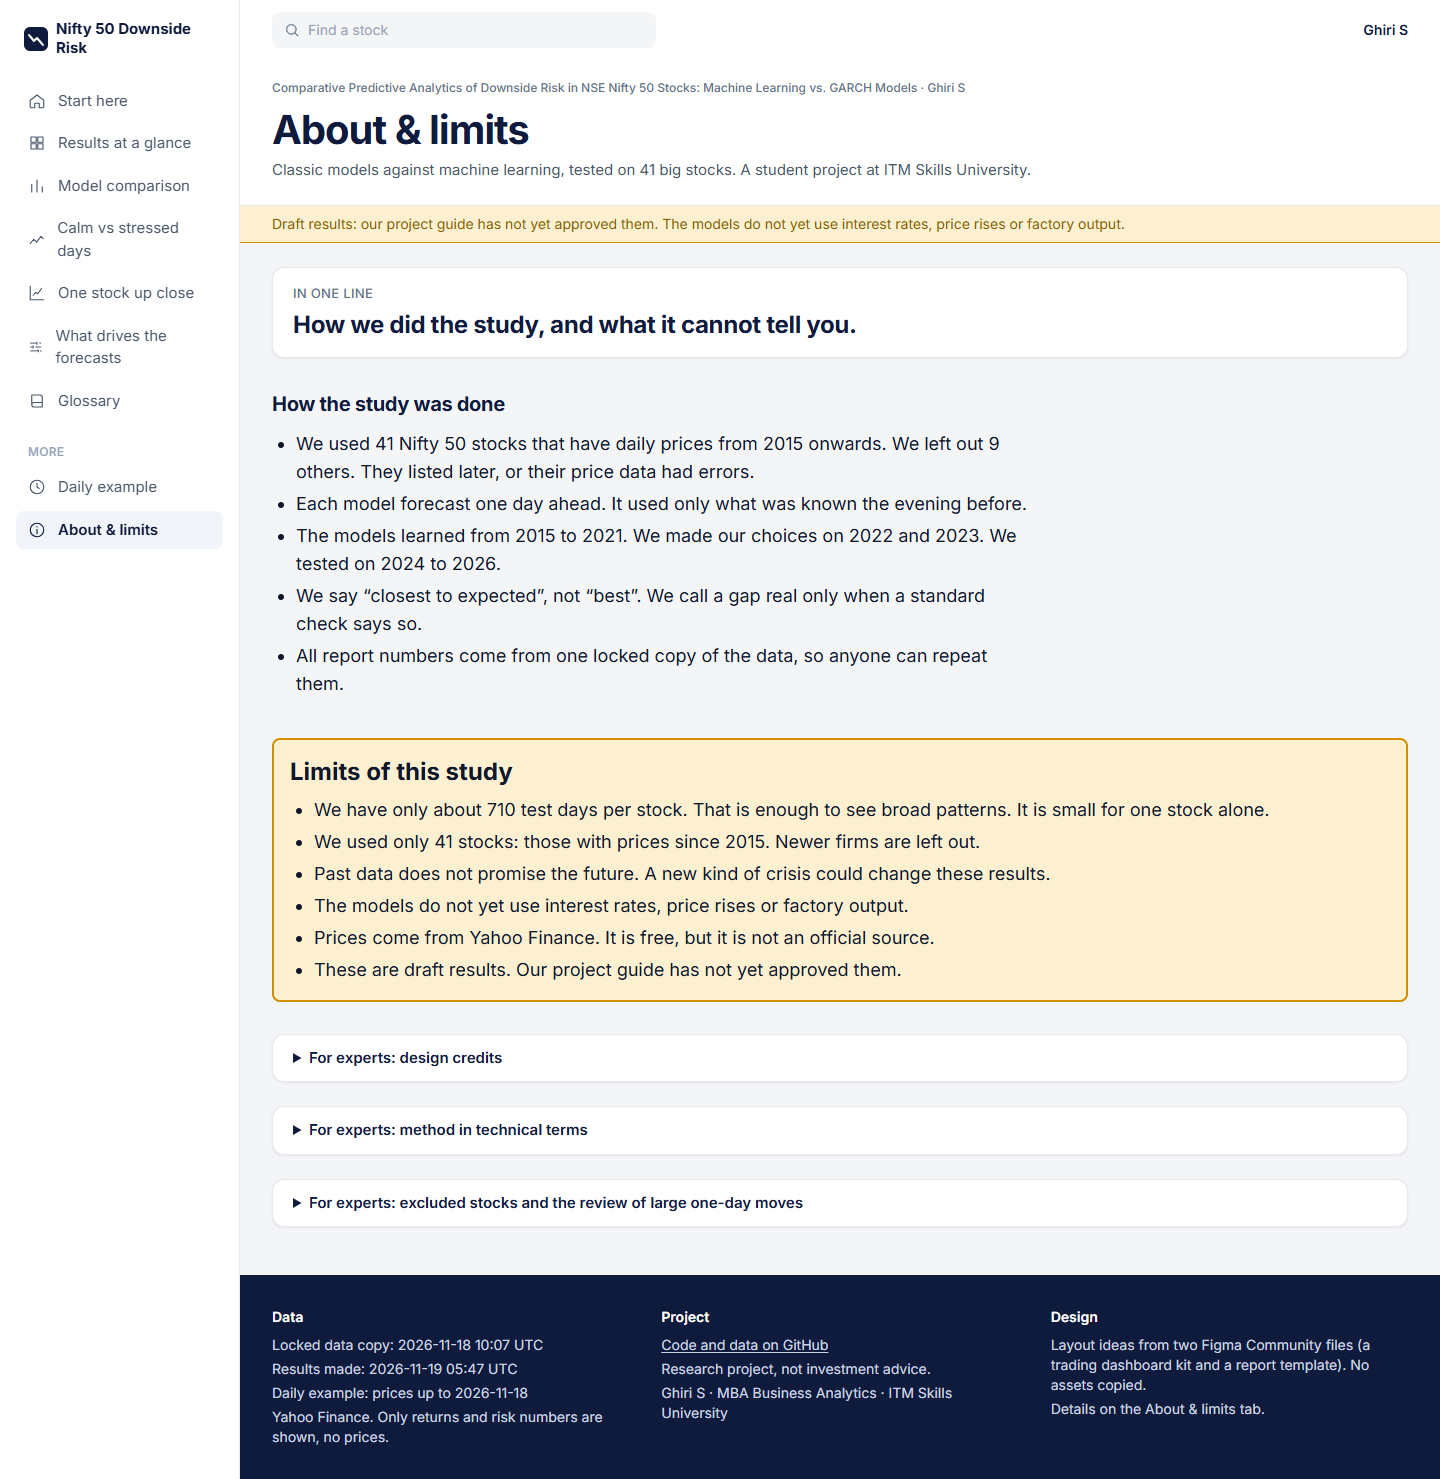 Nifty 50 Downside
Risk
Start here
Results at a glance
Model comparison
Calm vs stressed
days
One stock up close
What drives the
forecasts
Glossary
MORE
Daily example
About & limits
Find a stock
Ghiri S
Comparative Predictive Analytics of Downside Risk in NSE Nifty 50 Stocks: Machine Learning vs. GARCH Models · Ghiri S
About & limits
Classic models against machine learning, tested on 41 big stocks. A student project at ITM Skills University.
Draft results: our project guide has not yet approved them. The models do not yet use interest rates, price rises or factory output.
IN ONE LINE
How we did the study, and what it cannot tell you.
How the study was done
• We used 41 Nifty 50 stocks that have daily prices from 2015 onwards. We left out 9
others. They listed later, or their price data had errors.
• Each model forecast one day ahead. It used only what was known the evening before.
• The models learned from 2015 to 2021. We made our choices on 2022 and 2023. We
tested on 2024 to 2026.
• We say “closest to expected”, not “best”. We call a gap real only when a standard
check says so.
• All report numbers come from one locked copy of the data, so anyone can repeat
them.
Limits of this study
• We have only about 710 test days per stock. That is enough to see broad patterns. It is small for one stock alone.
• We used only 41 stocks: those with prices since 2015. Newer firms are left out.
• Past data does not promise the future. A new kind of crisis could change these results.
• The models do not yet use interest rates, price rises or factory output.
• Prices come from Yahoo Finance. It is free, but it is not an official source.
• These are draft results. Our project guide has not yet approved them.
For experts: design credits
For experts: method in technical terms
For experts: excluded stocks and the review of large one-day moves
Data
Locked data copy: 2026-11-18 10:07 UTC
Results made: 2026-11-19 05:47 UTC
Daily example: prices up to 2026-11-18
Yahoo Finance. Only returns and risk numbers are
shown, no prices.
Project
Code and data on GitHub
Research project, not investment advice.
Ghiri S · MBA Business Analytics · ITM Skills
University
Design
Layout ideas from two Figma Community files (a
trading dashboard kit and a report template). No
assets copied.
Details on the About & limits tab.